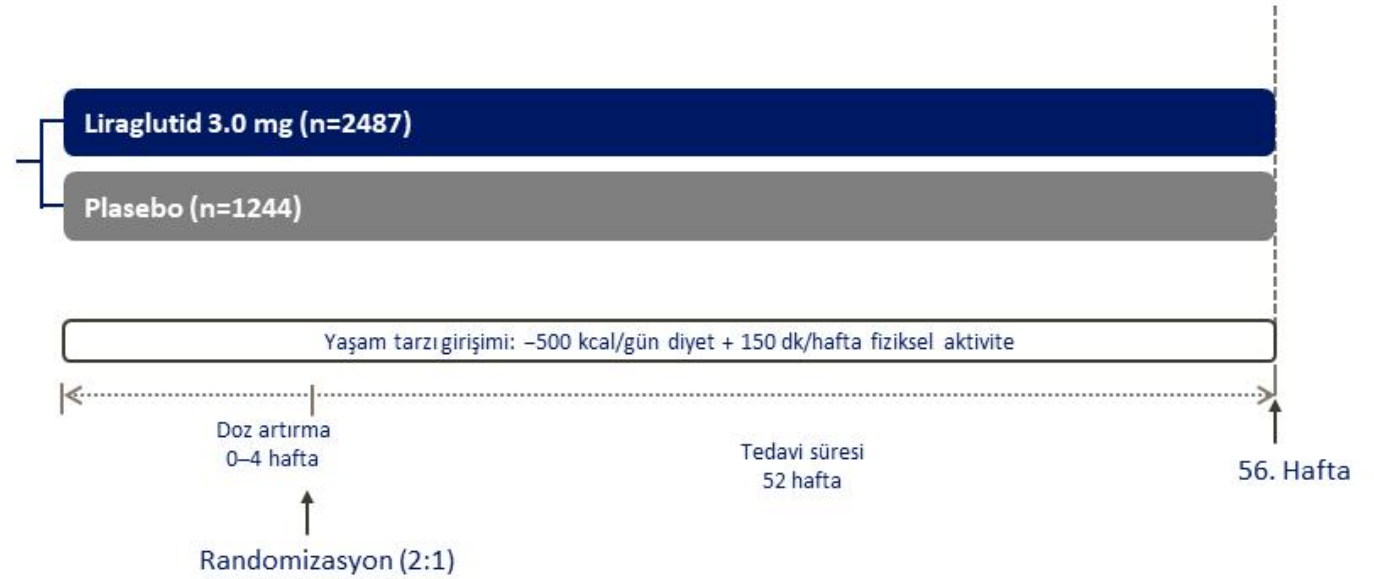 Liraglutid 3.0 mg (n=2487)
Plasebo (n=1244)
Yaşam tarzı girişimi: −500 kcal/gün diyet + 150 dk/hafta fiziksel aktivite
Doz artırma
0–4 hafta
Tedavi süresi
52 hafta
56. Hafta
Randomizasyon (2:1)